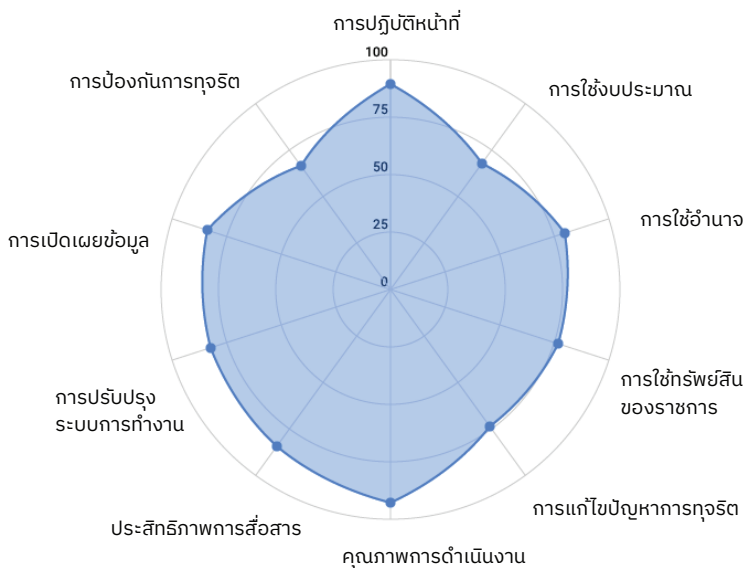 การปฏิบัติหน้าที่
100
การป้องกันการทุจริต
การใช้งบประมาณ
75
50
การใช้อำนาจ
25
การเปิดเผยข้อมูล
0
การใช้ทรัพย์สิน
ของราชการ
การปรับปรุง
ระบบการทำงาน
การแก้ไขปัญหาการทุจริต
ประสิทธิภาพการสื่อสาร
คุณภาพการดำเนินงาน